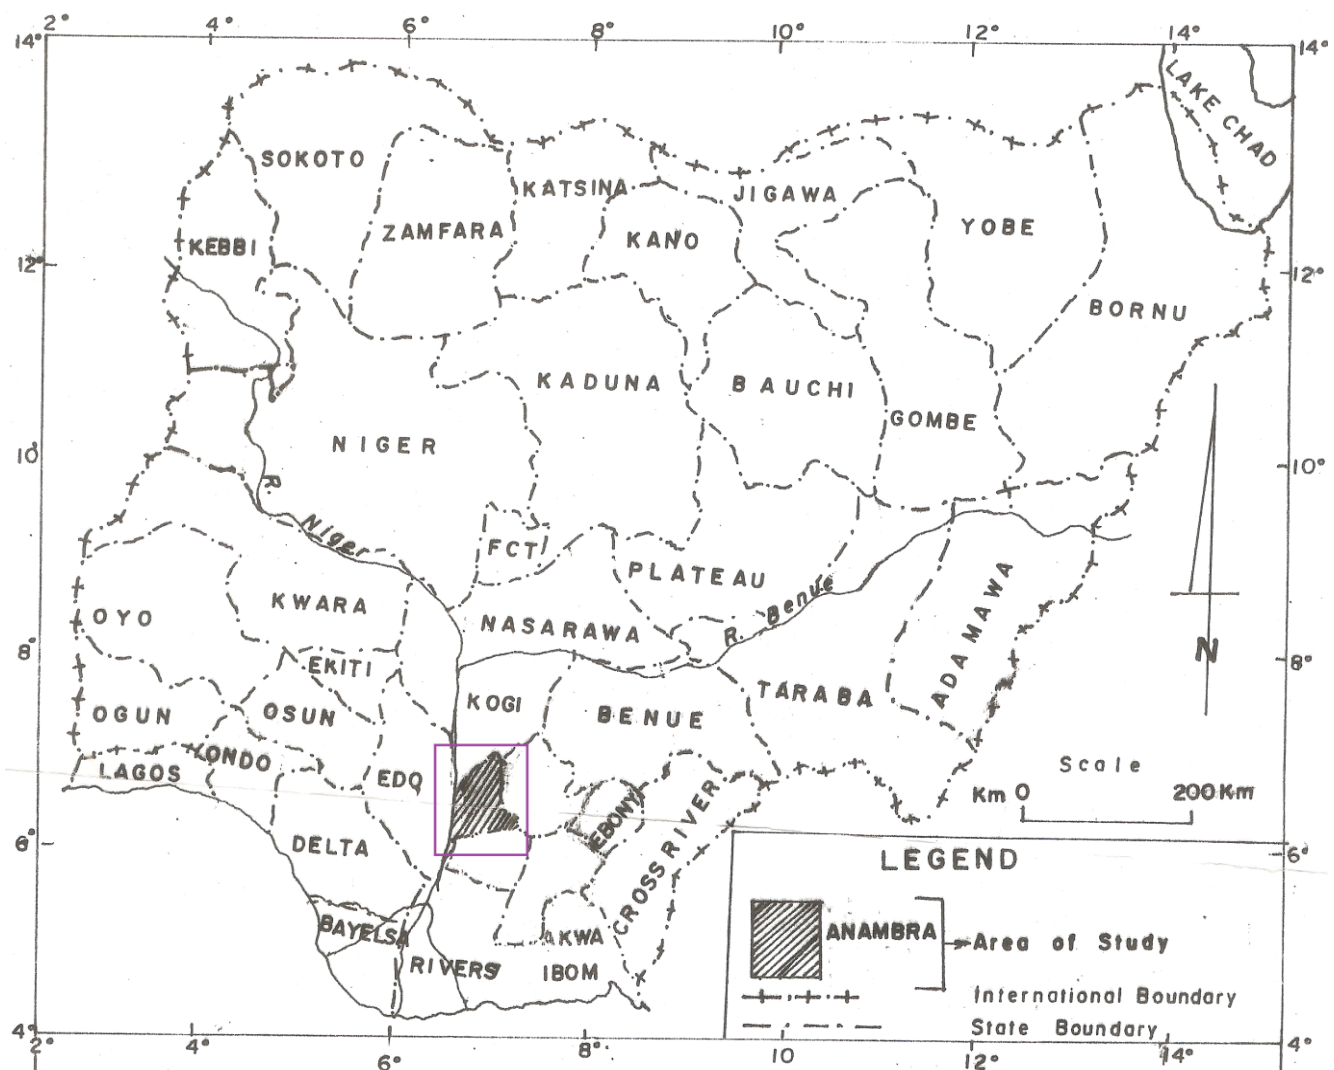 2° 4° 6° 8° 10° 12° 14°
14° 14°
LAKE CHAD
SOKOTO
KATSINA
JIGAWA
ZAMFARA
KANO
YOBE
KEBBI
12° 12°
BORNU
KADUNA
BAUCHI
GOMBE
NIGER
10° 10°
R. Niger
FCT
PLATEAU
R. Benue
ADAMAWA
OYO
KWARA
NASARAWA
8° 8°
N
EKITI
TARABA
KOGI
BENUE
OGUN
OSUN
LAGOS
ONDO
EDO
Scale
Km 0 200Km
EBONY
CROSS RIVER
6° 6°
DELTA
LEGEND
ANAMBRA
Area of Study
BAYELSA
RIVERS
AKWA
IBOM
International Boundary
State Boundary
4° 4°
2° 4° 6° 8° 10 12° 14°